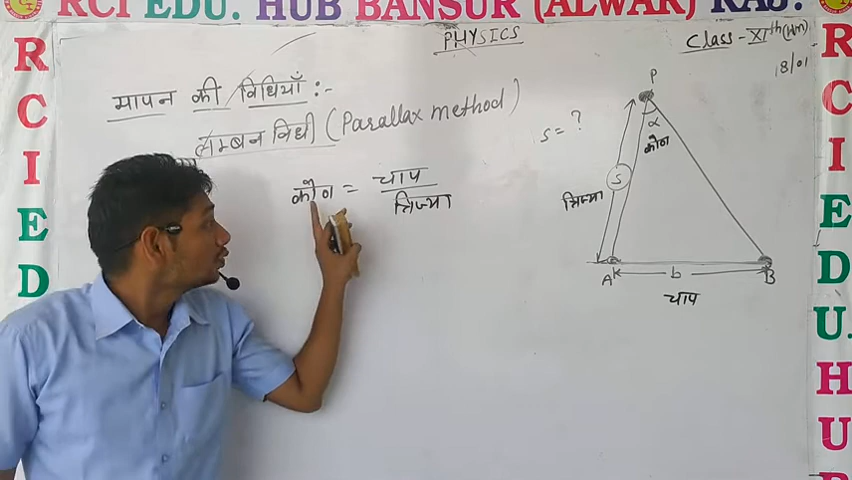 RCI EDU. HUB BANSUR (ALWAR) RAJ.
PHYSICS
Class - XIth (Hm)
18/01
मापन की विधियाँ :-
लम्बन विधी (Parallax method)
कोण = चाप
त्रिज्या
S = ?
P
α
कोण
S
त्रिज्या
A
b
B
चाप
R
C
I
E
D
R
C
I
E
D
U.
H
U